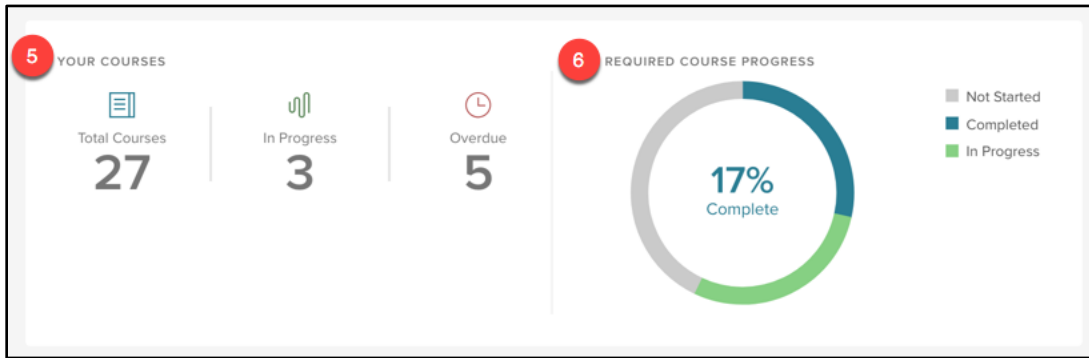 5
YOUR COURSES
Total Courses
27
In Progress
3
Overdue
5
6
REQUIRED COURSE PROGRESS
17%
Complete
Not Started
Completed
In Progress